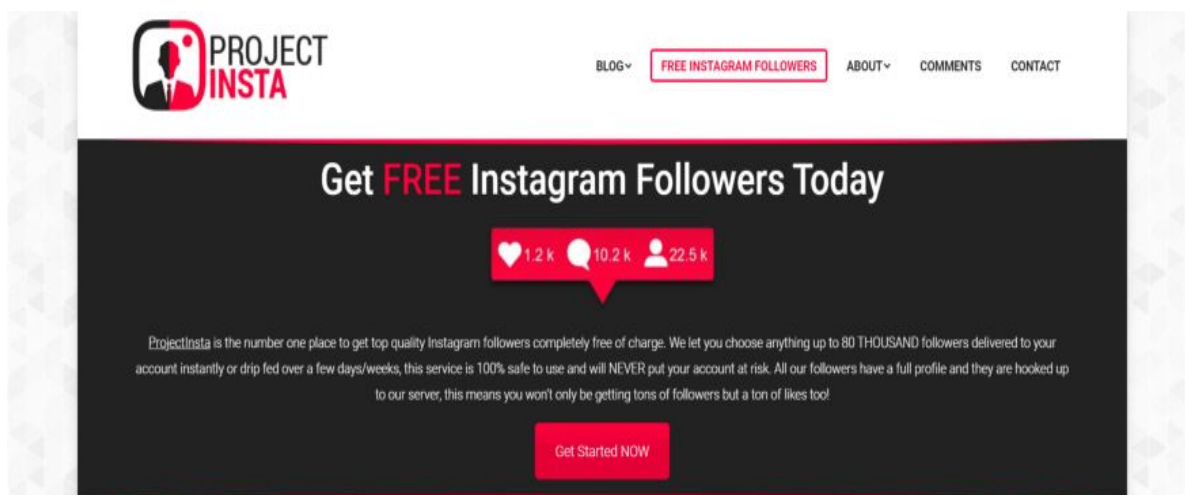 PROJECT
INSTA
BLOG
FREE INSTAGRAM FOLLOWERS
ABOUT
COMMENTS
CONTACT
Get FREE Instagram Followers Today
1.2 k 10.2 k 22.5 k
ProjectInsta is the number one place to get top quality Instagram followers completely free of charge. We let you choose anything up to 80 THOUSAND followers delivered to your
account instantly or drip fed over a few days/weeks, this service is 100% safe to use and will NEVER put your account at risk. All our followers have a full profile and they are hooked up
to our server, this means you won't only be getting tons of followers but a ton of likes too!
Get Started NOW